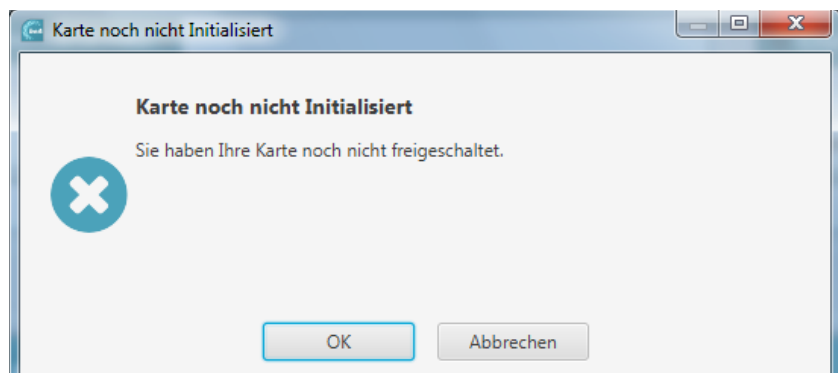 Karte noch nicht Initialisiert
Karte noch nicht Initialisiert
Sie haben Ihre Karte noch nicht freigeschaltet.
OK
Abbrechen